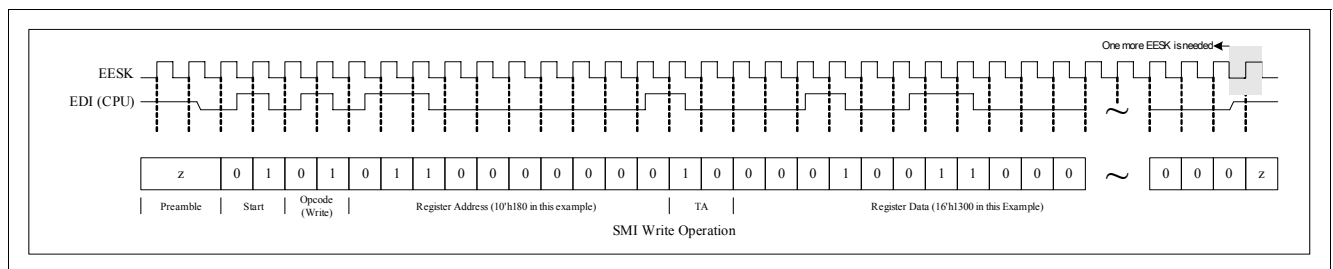 One more EESK is needed
EESK
EDI (CPU)
~
z 0 1 0 1 0 1 1 0 0 0 0 0 0 0 1 0 0 0 0 1 0 0 1 1 0 0 0 ~ 0 0 0 z
Preamble Start Opcode (Write) Register Address (10'h180 in this example) TA Register Data (16'h1300 in this Example)
SMI Write Operation